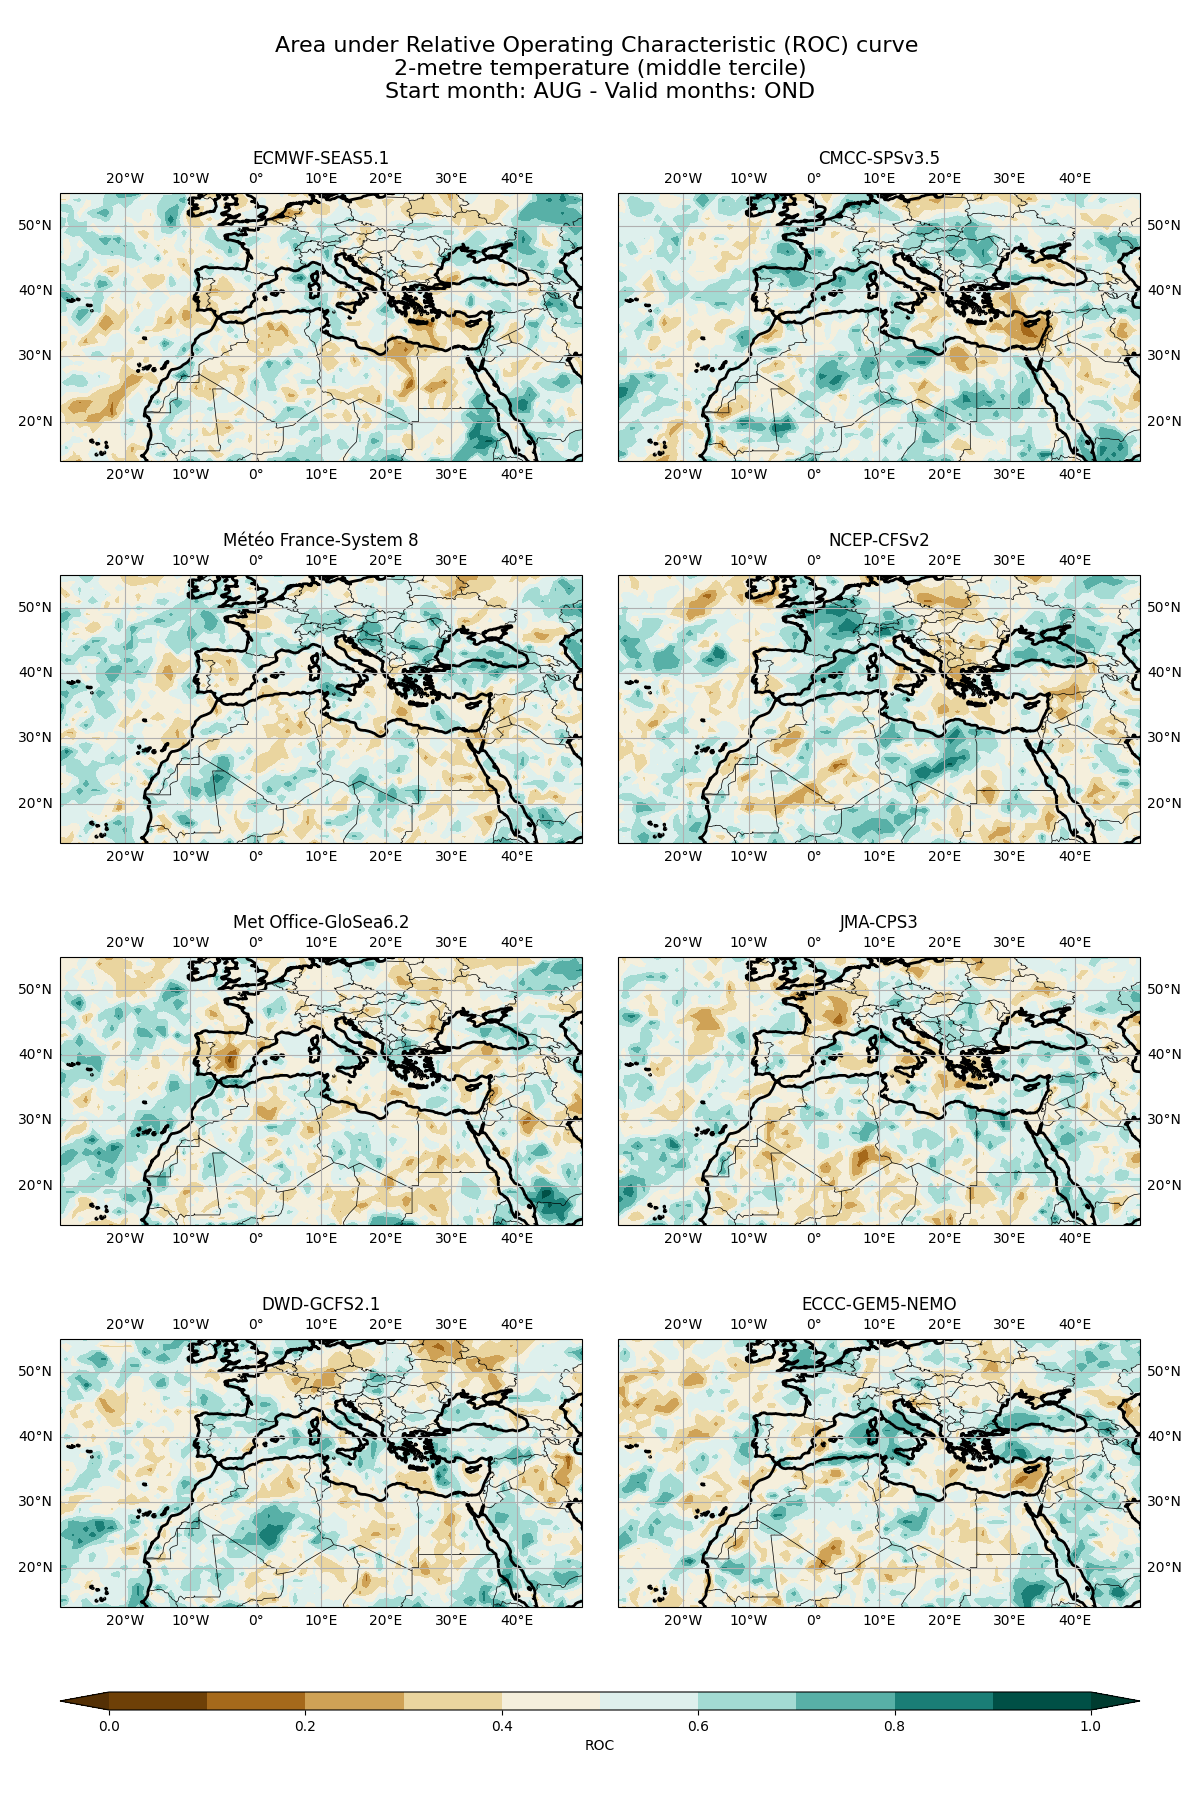 Area under Relative Operating Characteristic (ROC) curve
2-metre temperature (middle tercile)
Start month: AUG - Valid months: OND
ECMWF-SEAS5.1
20°W 10°W 0° 10°E 20°E 30°E 40°E
50°N
40°N
30°N
20°N
20°W 10°W 0° 10°E 20°E 30°E 40°E
CMCC-SPSv3.5
20°W 10°W 0° 10°E 20°E 30°E 40°E
50°N
40°N
30°N
20°N
20°W 10°W 0° 10°E 20°E 30°E 40°E
Météo France-System 8
20°W 10°W 0° 10°E 20°E 30°E 40°E
50°N
40°N
30°N
20°N
20°W 10°W 0° 10°E 20°E 30°E 40°E
NCEP-CFSv2
20°W 10°W 0° 10°E 20°E 30°E 40°E
50°N
40°N
30°N
20°N
20°W 10°W 0° 10°E 20°E 30°E 40°E
Met Office-GloSea6.2
20°W 10°W 0° 10°E 20°E 30°E 40°E
50°N
40°N
30°N
20°N
20°W 10°W 0° 10°E 20°E 30°E 40°E
JMA-CPS3
20°W 10°W 0° 10°E 20°E 30°E 40°E
50°N
40°N
30°N
20°N
20°W 10°W 0° 10°E 20°E 30°E 40°E
DWD-GCFS2.1
20°W 10°W 0° 10°E 20°E 30°E 40°E
50°N
40°N
30°N
20°N
20°W 10°W 0° 10°E 20°E 30°E 40°E
ECCC-GEM5-NEMO
20°W 10°W 0° 10°E 20°E 30°E 40°E
50°N
40°N
30°N
20°N
20°W 10°W 0° 10°E 20°E 30°E 40°E
0.0 0.2 0.4 0.6 0.8 1.0
ROC